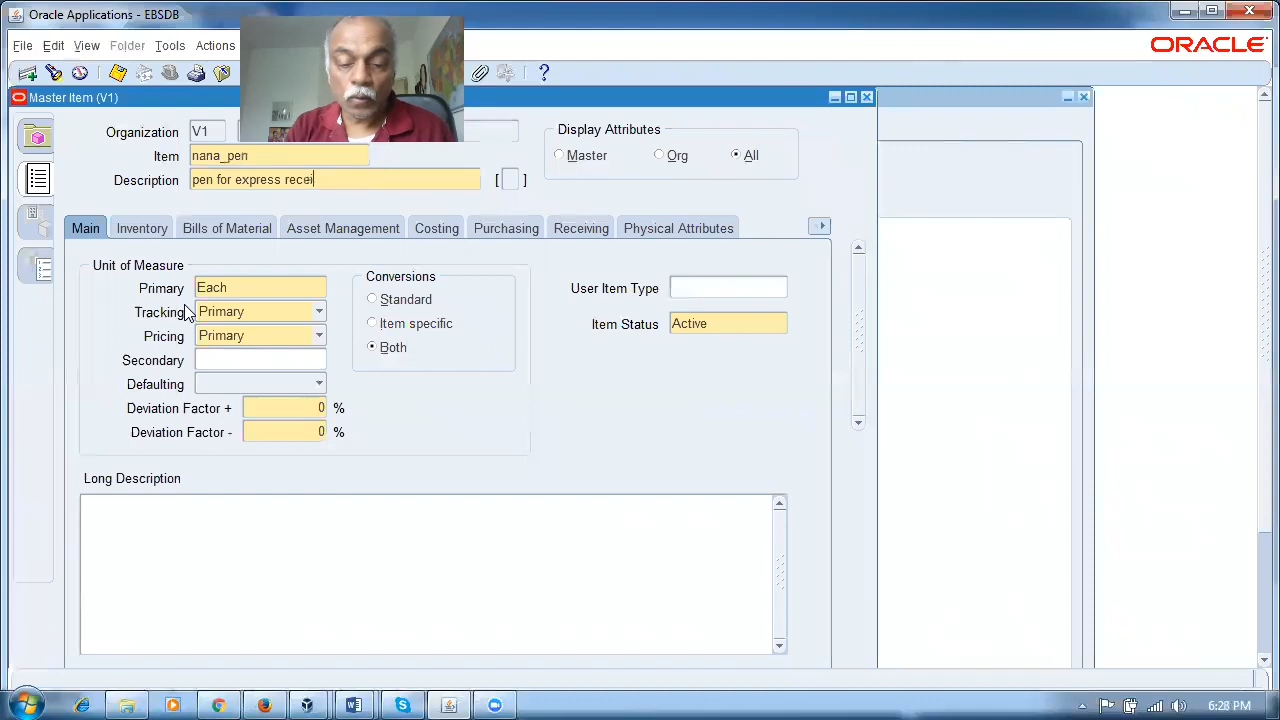 Oracle Applications - EBSDB
File Edit View Folder Tools Actions
ORACLE
Master Item (V1)
Organization V1
Display Attributes
Item nana_pen
Master Org All
Description pen for express recei [ ]
Main Inventory Bills of Material Asset Management Costing Purchasing Receiving Physical Attributes
Unit of Measure
Conversions
Primary Each
User Item Type
Standard
Tracking Primary
Item specific
Item Status Active
Pricing Primary
Both
Secondary
Defaulting
Deviation Factor + 0 %
Deviation Factor - 0 %
Long Description
6:28 PM